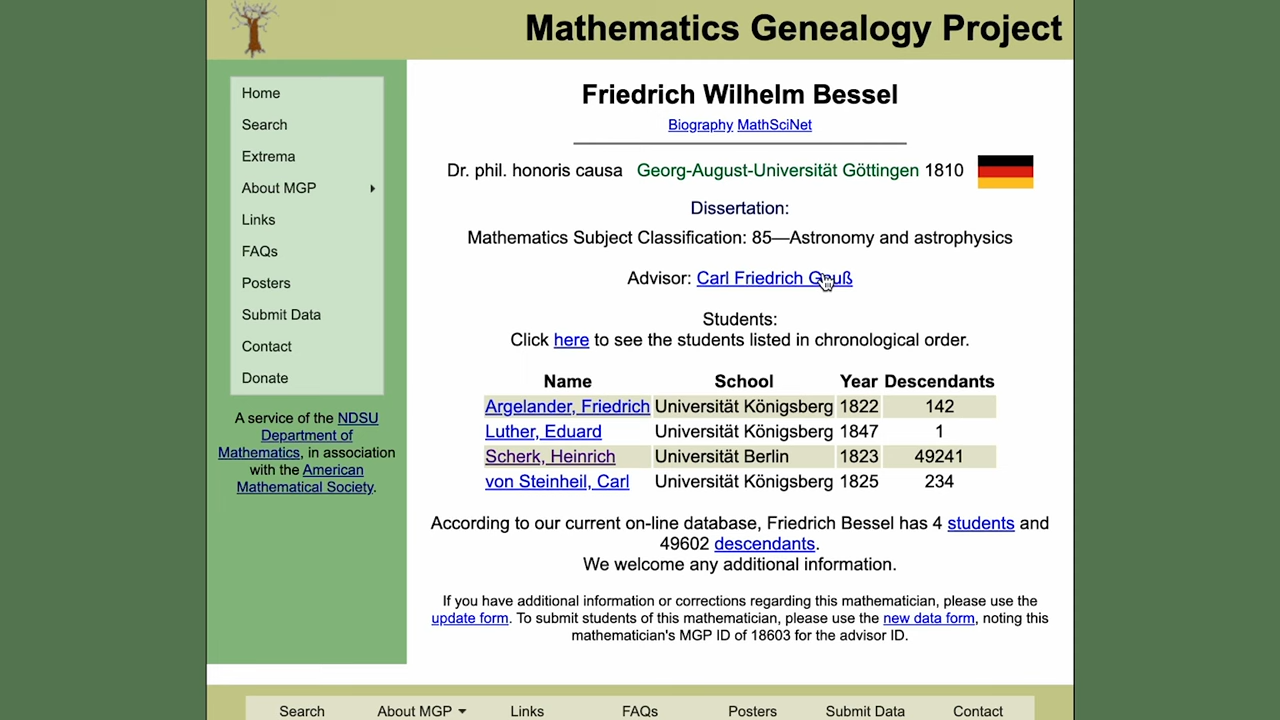 Mathematics Genealogy Project
Home
Search
Extrema
About MGP
Links
FAQs
Posters
Submit Data
Contact
Donate
A service of the NDSU
Department of
Mathematics, in association
with the American
Mathematical Society.
Friedrich Wilhelm Bessel
Biography MathSciNet
Dr. phil. honoris causa Georg-August-Universität Göttingen 1810
Dissertation:
Mathematics Subject Classification: 85—Astronomy and astrophysics
Advisor: Carl Friedrich Gauß
Students:
Click here to see the students listed in chronological order.
Name School Year Descendants
Argelander, Friedrich Universität Königsberg 1822 142
Luther, Eduard Universität Königsberg 1847 1
Scherk, Heinrich Universität Berlin 1823 49241
von Steinheil, Carl Universität Königsberg 1825 234
According to our current on-line database, Friedrich Bessel has 4 students and
49602 descendants.
We welcome any additional information.
If you have additional information or corrections regarding this mathematician, please use the
update form. To submit students of this mathematician, please use the new data form, noting this
mathematician's MGP ID of 18603 for the advisor ID.
Search About MGP Links FAQs Posters Submit Data Contact